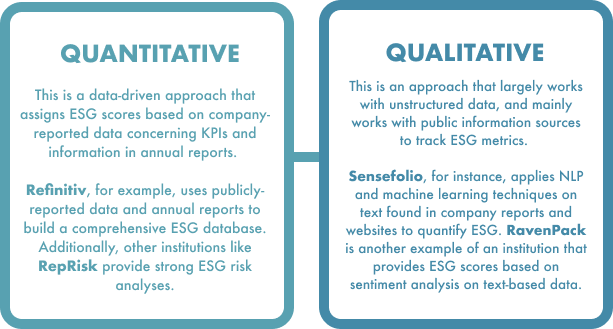 QUANTITATIVE
This is a data-driven approach that
assigns ESG scores based on company-
reported data concerning KPIs and
information in annual reports.
Refinitiv, for example, uses publicly-
reported data and annual reports to
build a comprehensive ESG database.
Additionally, other institutions like
RepRisk provide strong ESG risk
analyses.
QUALITATIVE
This is an approach that largely works
with unstructured data, and mainly
works with public information sources
to track ESG metrics.
Sensefolio, for instance, applies NLP
and machine learning techniques on
text found in company reports and
websites to quantify ESG. RavenPack
is another example of an institution that
provides ESG scores based on
sentiment analysis on text-based data.